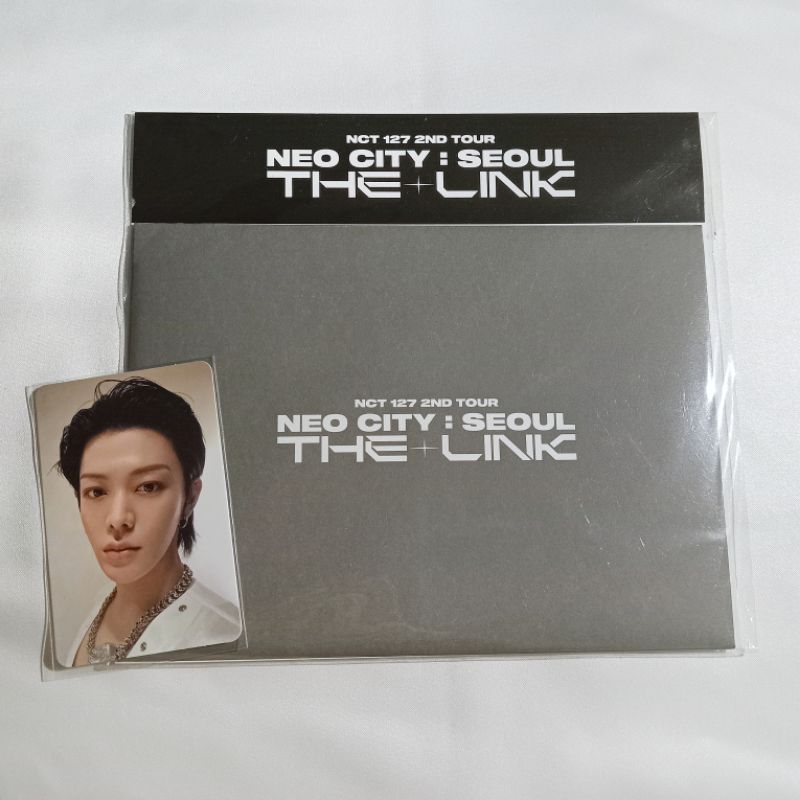 NCT 127 2ND TOUR
NEO CITY : SEOUL
THE LINK
NCT 127 2ND TOUR
NEO CITY : SEOUL
THE LINK